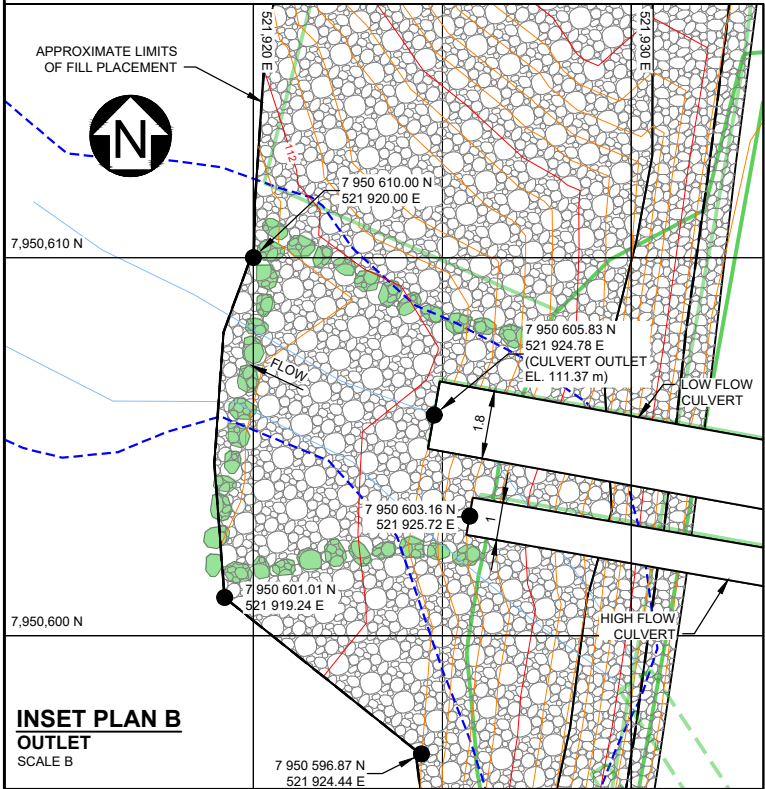 APPROXIMATE LIMITS
OF FILL PLACEMENT
521,920 E
521,930 E
N
112
7 950 610.00 N
521 920.00 E
7,950,610 N
7 950 605.83 N
521 924.78 E
(CULVERT OUTLET
EL. 111.37 m)
FLOW
LOW FLOW
CULVERT
1.8
7 950 603.16 N
521 925.72 E
1
7 950 601.01 N
521 919.24 E
7,950,600 N
HIGH FLOW
CULVERT
INSET PLAN B
OUTLET
SCALE B
7 950 596.87 N
521 924.44 E